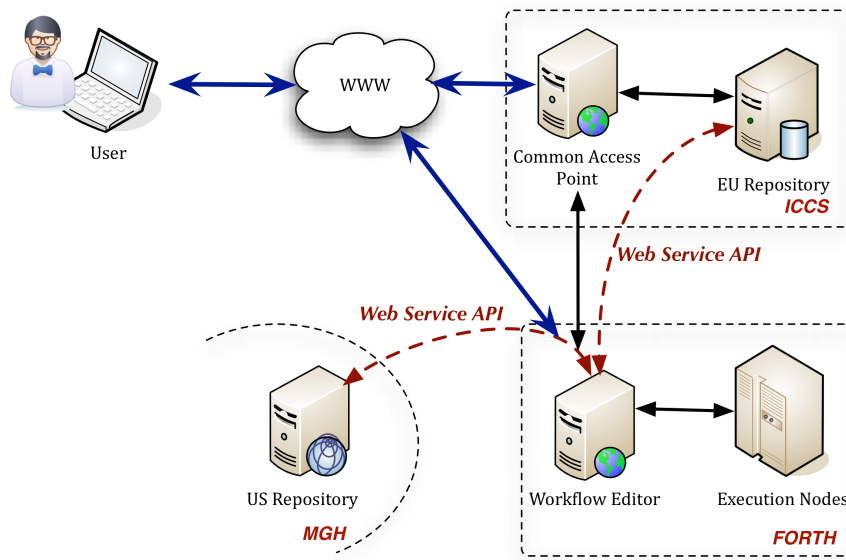 WWW
User
Common Access
Point
EU Repository
ICCS
Web Service API
Web Service API
US Repository
MGH
Workflow Editor
Execution Nodes
FORTH